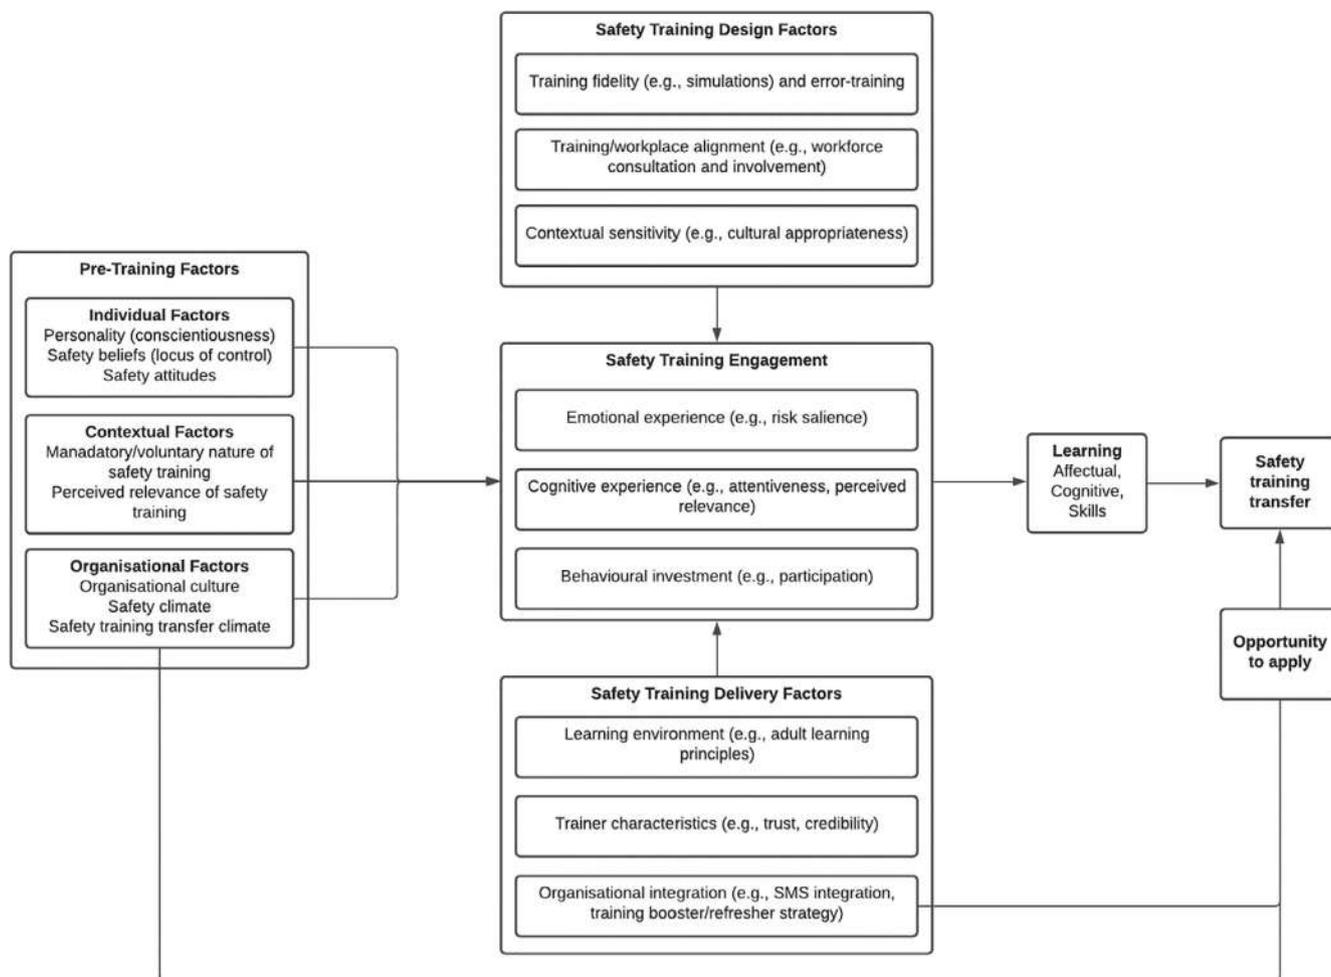 Safety Training Design Factors
Training fidelity (e.g., simulations) and error-training
Training/workplace alignment (e.g., workforce
consultation and involvement)
Contextual sensitivity (e.g., cultural appropriateness)
Pre-Training Factors
Individual Factors
Personality (conscientiousness)
Safety beliefs (locus of control)
Safety attitudes
Contextual Factors
Manadatory/voluntary nature of
safety training
Perceived relevance of safety
training
Organisational Factors
Organisational culture
Safety climate
Safety training transfer climate
Safety Training Engagement
Emotional experience (e.g., risk salience)
Cognitive experience (e.g., attentiveness, perceived
relevance)
Behavioural investment (e.g., participation)
Learning
Affectual,
Cognitive,
Skills
Safety
training
transfer
Opportunity
to apply
Safety Training Delivery Factors
Learning environment (e.g., adult learning
principles)
Trainer characteristics (e.g., trust, credibility)
Organisational integration (e.g., SMS integration,
training booster/refresher strategy)